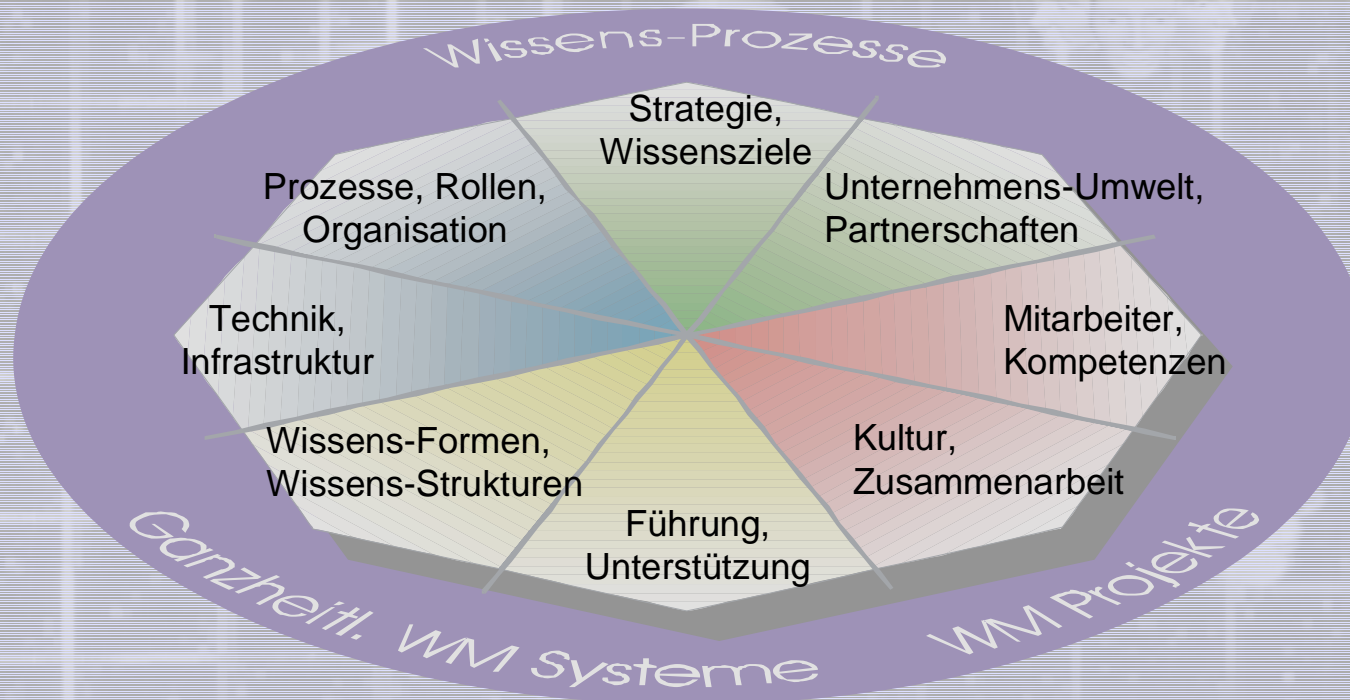 Wissens-Prozesse
Strategie,
Wissensziele
Prozesse, Rollen,
Organisation
Unternehmens-Umwelt,
Partnerschaften
Technik,
Infrastruktur
Mitarbeiter,
Kompetenzen
Wissens-Formen,
Wissens-Strukturen
Kultur,
Zusammenarbeit
Führung,
Unterstützung
Ganzheitl. WM Systeme
WM Projekte